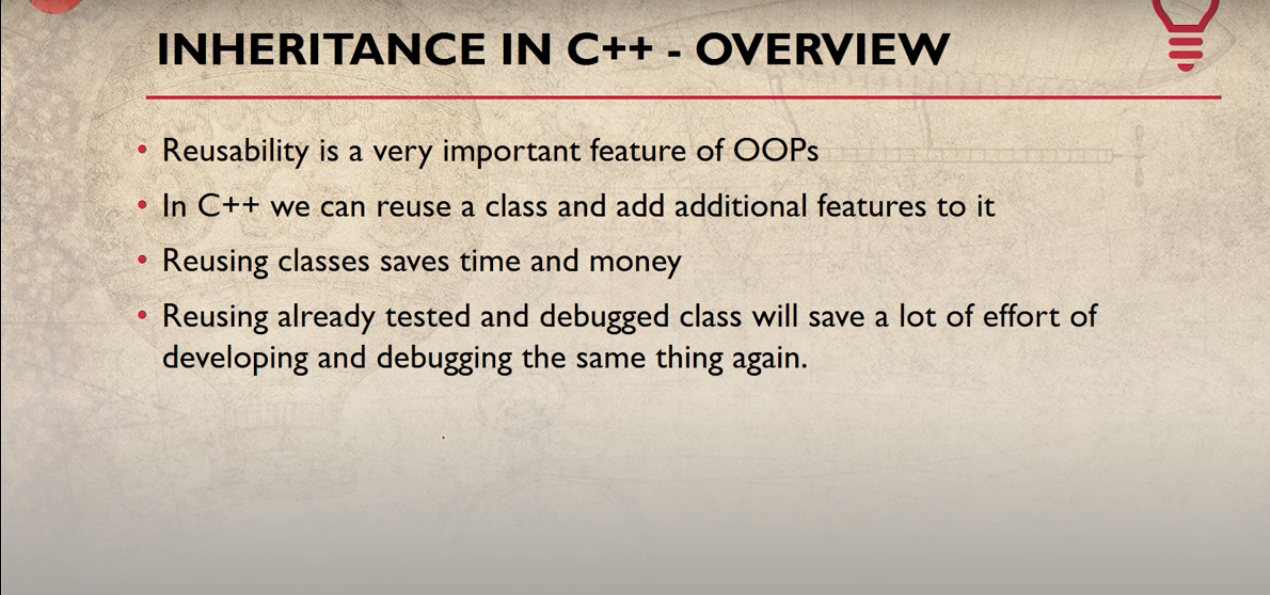 INHERITANCE IN C++ - OVERVIEW
• Reusability is a very important feature of OOPs
• In C++ we can reuse a class and add additional features to it
• Reusing classes saves time and money
• Reusing already tested and debugged class will save a lot of effort of
developing and debugging the same thing again.